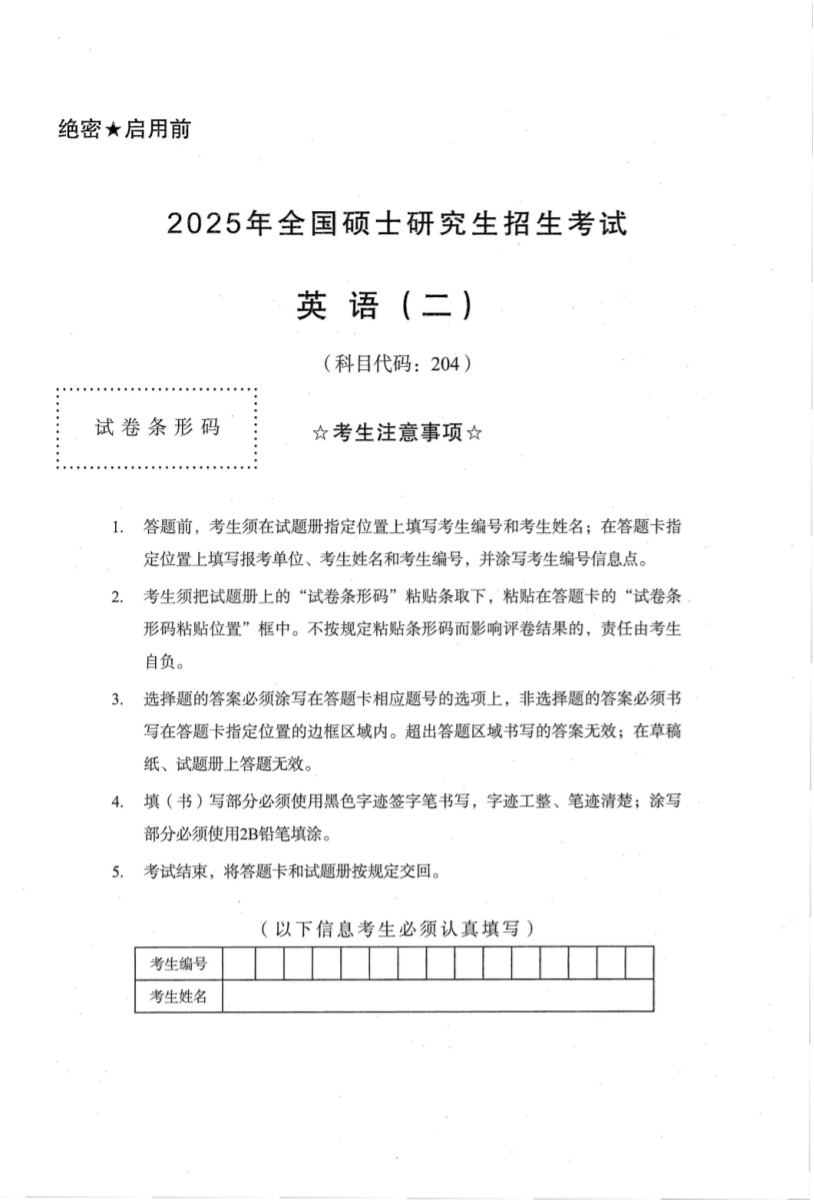 绝密★启用前
2025年全国硕士研究生招生考试
英 语（二）
（科目代码：204）
试卷条形码
☆考生注意事项☆
1. 答题前，考生须在试题册指定位置上填写考生编号和考生姓名；在答题卡指
定位置上填写报考单位、考生姓名和考生编号，并涂写考生编号信息点。
2. 考生须把试题册上的“试卷条形码”粘贴条取下，粘贴在答题卡的“试卷条
形码粘贴位置”框中。不按规定粘贴条形码而影响评卷结果的，责任由考生
自负。
3. 选择题的答案必须涂写在答题卡相应题号的选项上，非选择题的答案必须书
写在答题卡指定位置的边框区域内。超出答题区域书写的答案无效；在草稿
纸、试题册上答题无效。
4. 填（书）写部分必须使用黑色字迹签字笔书写，字迹工整、笔迹清楚；涂写
部分必须使用2B铅笔填涂。
5. 考试结束，将答题卡和试题册按规定交回。
（以下信息考生必须认真填写）
考生编号
考生姓名